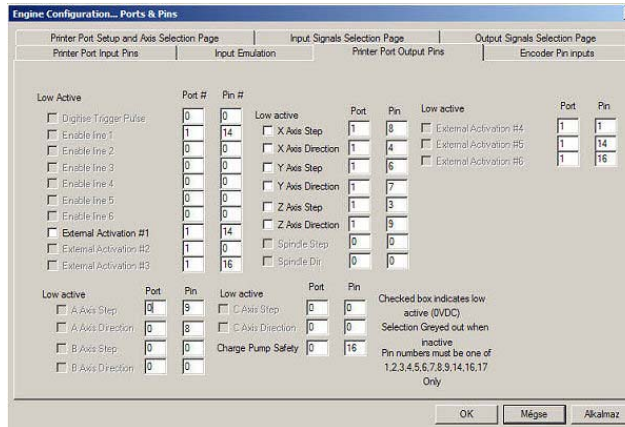 Engine Configuration... Ports & Pins
Printer Port Setup and Axis Selection Page
Input Signals Selection Page
Output Signals Selection Page
Printer Port Input Pins
Input Emulation
Printer Port Output Pins
Encoder Pin inputs
Low Active
Port #
Pin #
Digitise Trigger Pulse 0 0
Enable line 1 1 14
Enable line 2 0 0
Enable line 3 0 0
Enable line 4 0 0
Enable line 5 0 0
Enable line 6 0 0
External Activation #1 1 14
External Activation #2 1 0
External Activation #3 1 16
Low active
Port
Pin
X Axis Step 1 8
X Axis Direction 1 4
Y Axis Step 1 6
Y Axis Direction 1 7
Z Axis Step 1 3
Z Axis Direction 1 9
Spindle Step 0 0
Spindle Dir. 0 0
Low active
Port
Pin
External Activation #4 1 1
External Activation #5 1 14
External Activation #6 1 16
Low active
Port
Pin
A Axis Step 0 9
A Axis Direction 0 8
B Axis Step 0 0
B Axis Direction 0 0
Low active
Port
Pin
C Axis Step 0 0
C Axis Direction 0 0
Charge Pump Safety 0 16
Checked box indicates low
active (0VDC)
Selection Greyed out when
inactive
Pin numbers must be one of
1,2,3.4,5,6,7,8,9,14,16,17
Only
OK
Mégse
Alkalmaz